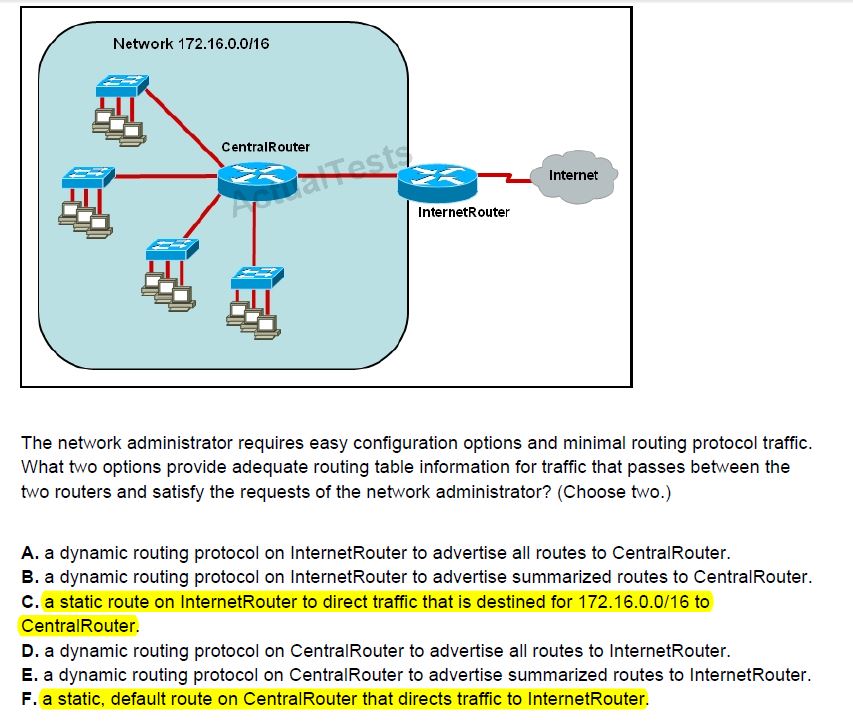 Network 172.16.0.0/16
CentralRouter
ActualTests
Internet
InternetRouter
The network administrator requires easy configuration options and minimal routing protocol traffic.
What two options provide adequate routing table information for traffic that passes between the
two routers and satisfy the requests of the network administrator? (Choose two.)
A. a dynamic routing protocol on InternetRouter to advertise all routes to CentralRouter.
B. a dynamic routing protocol on InternetRouter to advertise summarized routes to CentralRouter.
C. a static route on InternetRouter to direct traffic that is destined for 172.16.0.0/16 to
CentralRouter.
D. a dynamic routing protocol on CentralRouter to advertise all routes to InternetRouter.
E. a dynamic routing protocol on CentralRouter to advertise summarized routes to InternetRouter.
F. a static, default route on CentralRouter that directs traffic to InternetRouter.